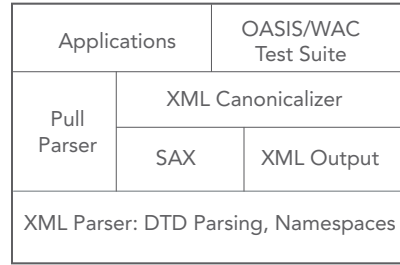 Applications
OASIS/WAC
Test Suite
Pull
Parser
XML Canonicalizer
SAX
XML Output
XML Parser: DTD Parsing, Namespaces